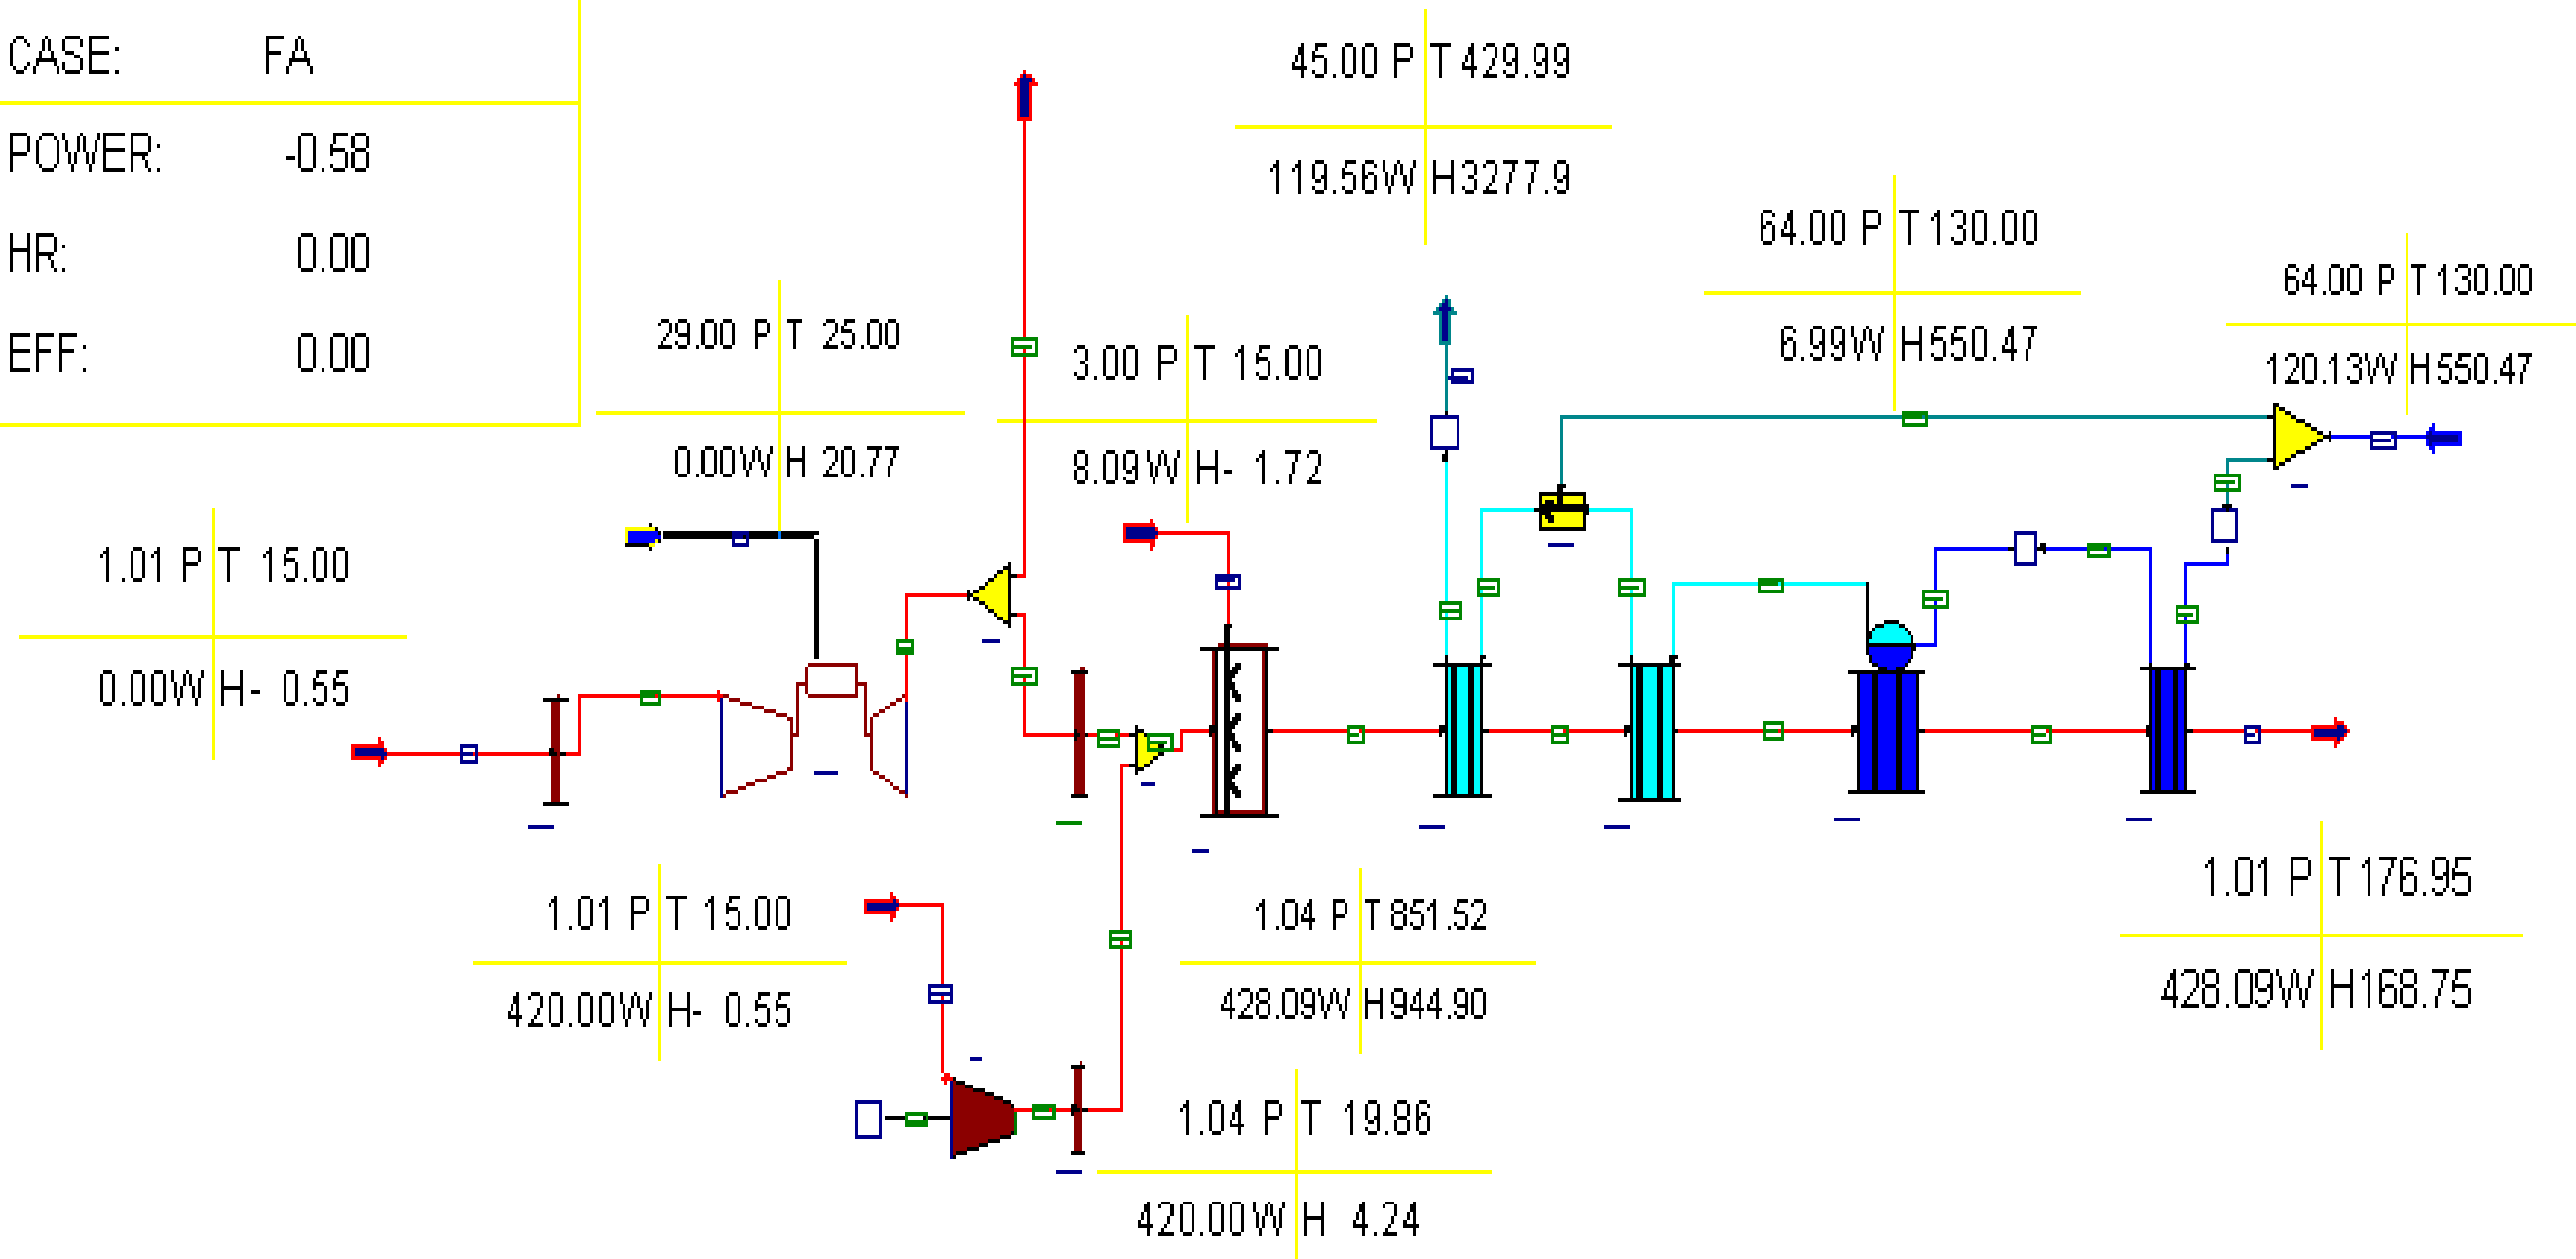 CASE: FA
POWER: -0.58
HR: 0.00
EFF: 0.00
45.00 P T 429.99
119.56W H3277.9
64.00 P T 130.00
6.99W H550.47
64.00 P T 130.00
120.13W H550.47
29.00 P T 25.00
0.00W H 20.77
3.00 P T 15.00
8.09W H- 1.72
1.01 P T 15.00
0.00W H- 0.55
1.01 P T 15.00
420.00W H- 0.55
1.04 P T 851.52
428.09W H944.90
1.01 P T 176.95
428.09W H168.75
1.04 P T 19.86
420.00W H 4.24